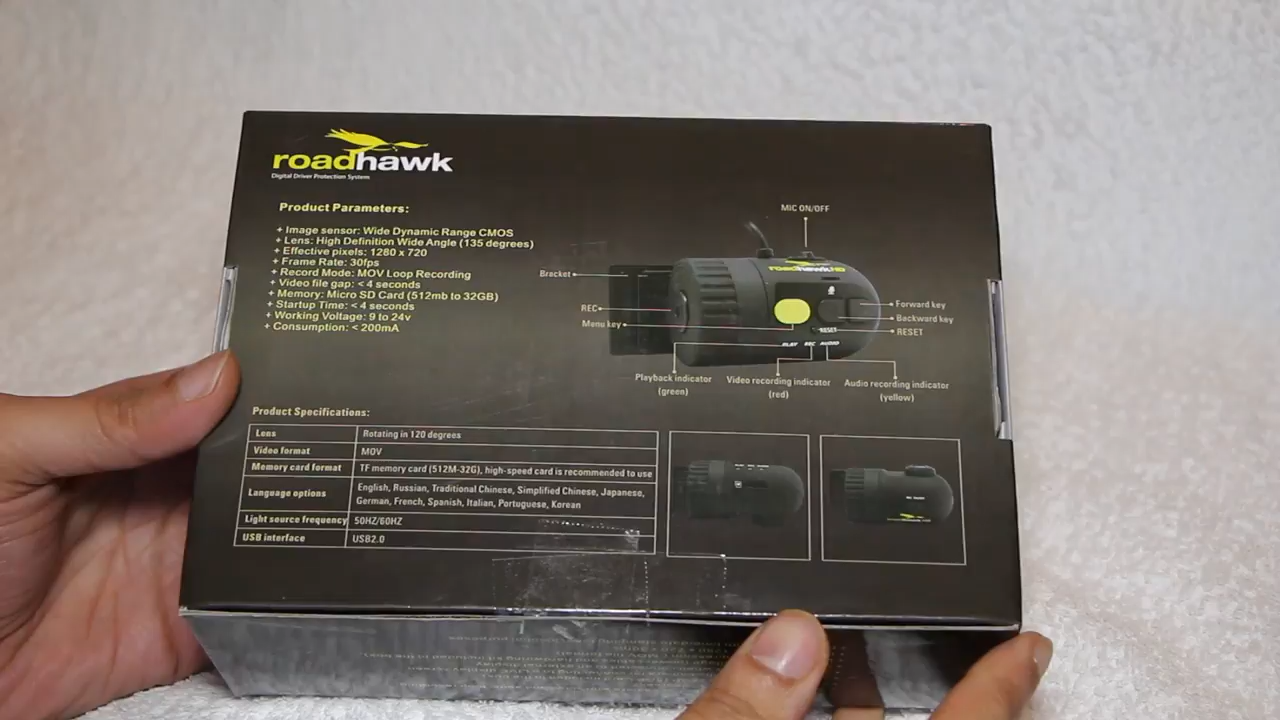 roadhawk
Digital Driver Protection System
Product Parameters:
+ Image sensor: Wide Dynamic Range CMOS
+ Lens: High Definition Wide Angle (135 degrees)
+ Effective pixels: 1280 x 720
+ Frame Rate: 30fps
+ Record Mode: MOV Loop Recording
+ Video file gap: < 4 seconds
+ Memory: Micro SD Card (512mb to 32GB)
+ Startup Time: < 4 seconds
+ Working Voltage: 9 to 24v
+ Consumption: < 200mA
MIC ON/OFF
Bracket
REC
Menu key
roadhawk HD
Forward key
Backward key
RESET
RESET
PLAY REC AUDIO
Playback indicator
(green)
Video recording indicator
(red)
Audio recording indicator
(yellow)
Product Specifications:
Lens Rotating in 120 degrees
Video format MOV
Memory card format TF memory card (512M-32G), high-speed card is recommended to use
Language options English, Russian, Traditional Chinese, Simplified Chinese, Japanese,
German, French, Spanish, Italian, Portuguese, Korean
Light source frequency 50HZ/60HZ
USB interface USB2.0